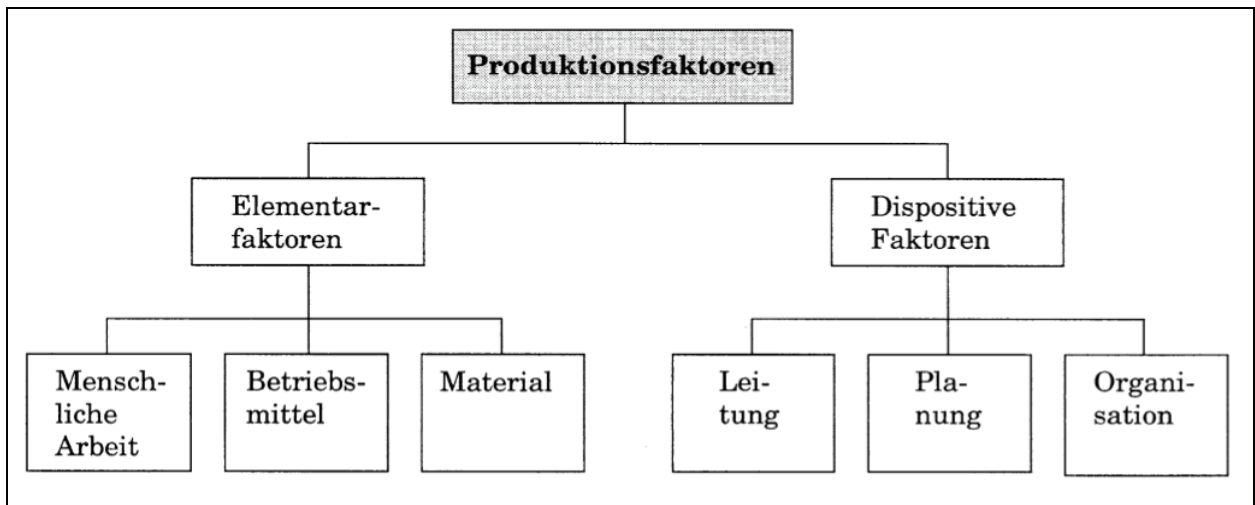 Produktionsfaktoren
Elementar-
faktoren
Dispositive
Faktoren
Mensch-
liche
Arbeit
Betriebs-
mittel
Material
Lei-
tung
Pla-
nung
Organi-
sation